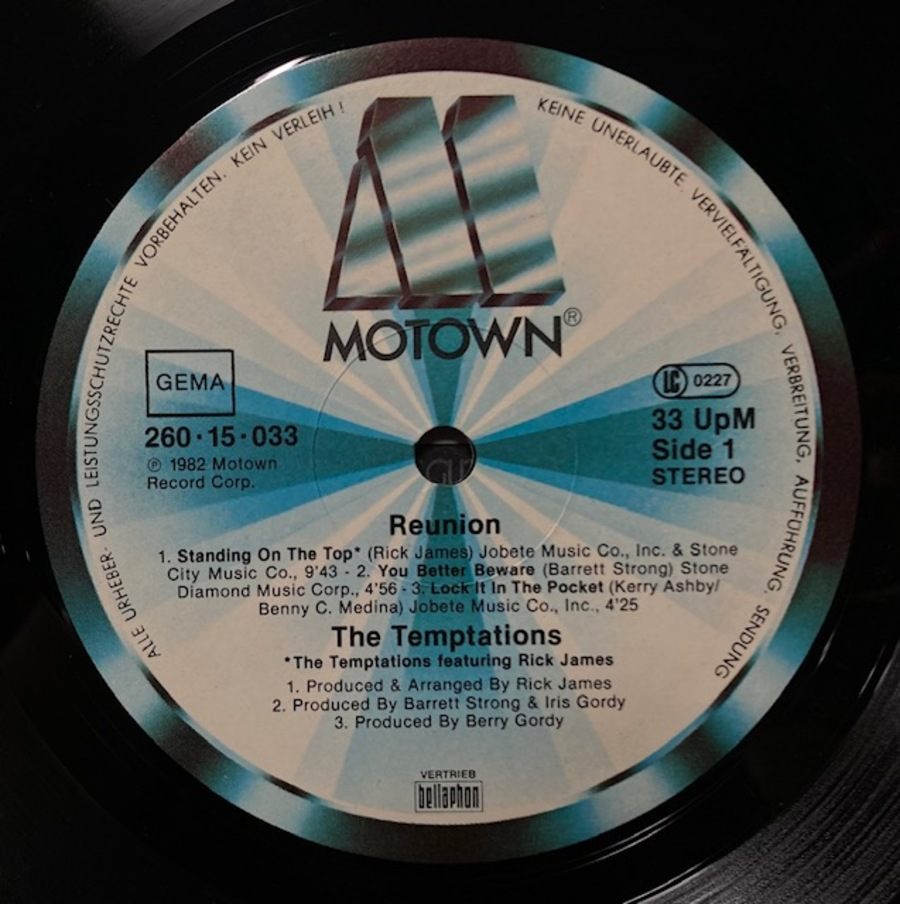 ALLE URHEBER- UND LEISTUNGSSCHUTZRECHTE VORBEHALTEN. KEIN VERLEIH! KEINE UNERLAUBTE VERVIELFÄLTIGUNG, VERBREITUNG, AUFFÜHRUNG, SENDUNG
MOTOWN®
GEMA
260·15·033
℗ 1982 Motown
Record Corp.
LC 0227
33 UpM
Side 1
STEREO
Reunion
1. Standing On The Top* (Rick James) Jobete Music Co., Inc. & Stone
City Music Co., 9'43 - 2. You Better Beware (Barrett Strong) Stone
Diamond Music Corp., 4'56 - 3. Lock It In The Pocket (Kerry Ashby/
Benny C. Medina) Jobete Music Co., Inc., 4'25
The Temptations
*The Temptations featuring Rick James
1. Produced & Arranged By Rick James
2. Produced By Barrett Strong & Iris Gordy
3. Produced By Berry Gordy
VERTRIEB
bellaphon